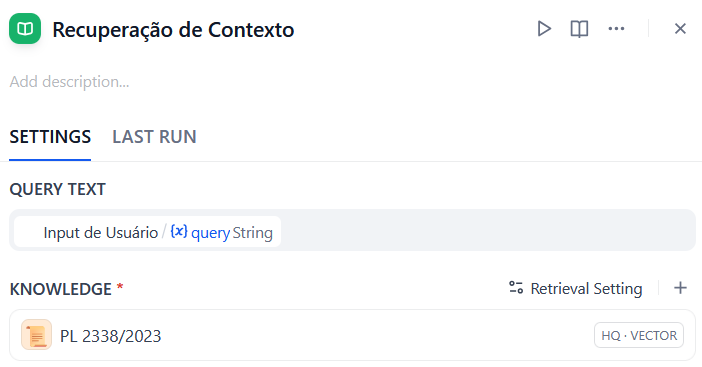 Recuperação de Contexto
Add description...
SETTINGS LAST RUN
QUERY TEXT
Input de Usuário / {x} query String
KNOWLEDGE * Retrieval Setting
PL 2338/2023 HQ · VECTOR